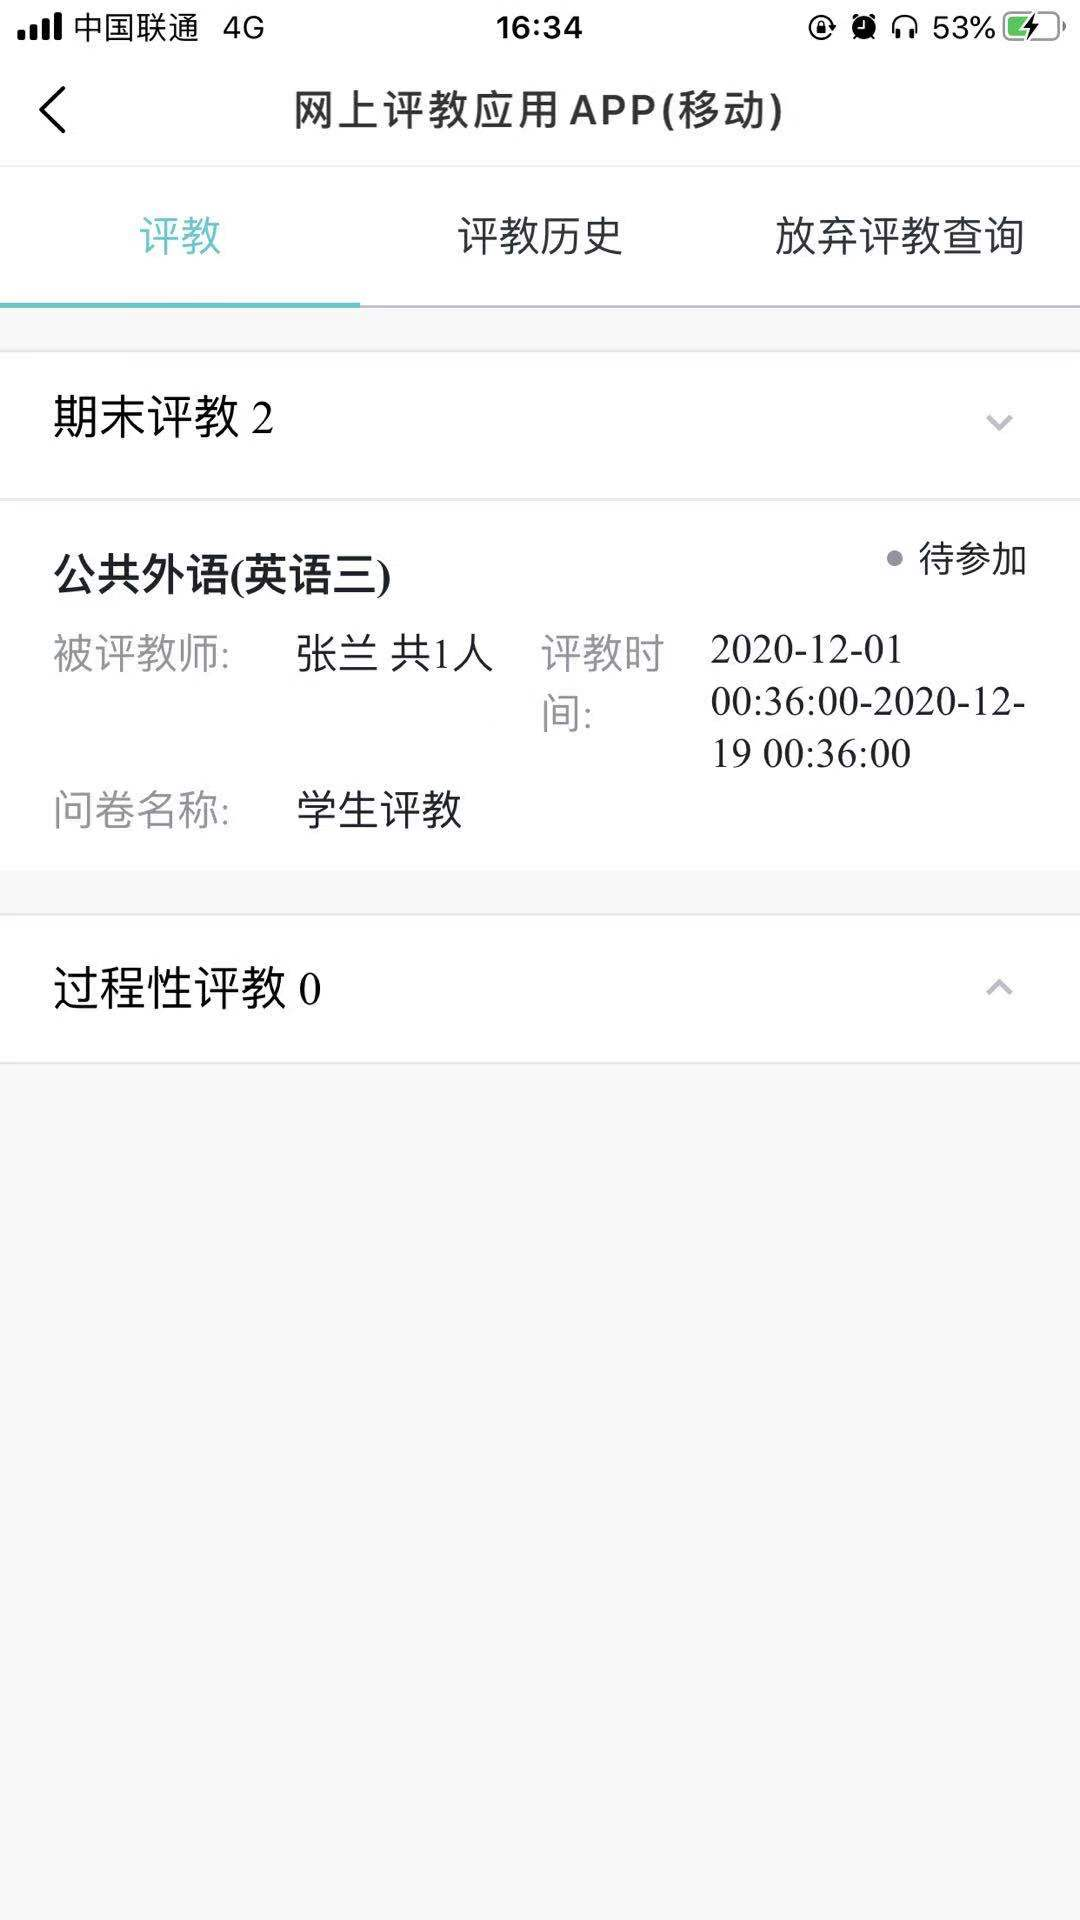 中国联通 4G 16:34 53%
网上评教应用APP(移动)
评教 评教历史 放弃评教查询
期末评教 2
公共外语(英语三) 待参加
被评教师: 张兰 共1人 评教时间: 2020-12-01
00:36:00-2020-12-
19 00:36:00
问卷名称: 学生评教
过程性评教 0